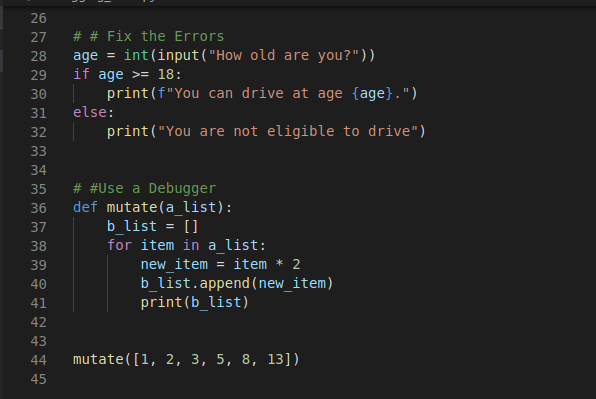 26
27 # # Fix the Errors
28 age = int(input("How old are you?"))
29 if age >= 18:
30     print(f"You can drive at age {age}.")
31 else:
32     print("You are not eligible to drive")
33
34
35 # #Use a Debugger
36 def mutate(a_list):
37     b_list = []
38     for item in a_list:
39         new_item = item * 2
40         b_list.append(new_item)
41         print(b_list)
42
43
44 mutate([1, 2, 3, 5, 8, 13])
45